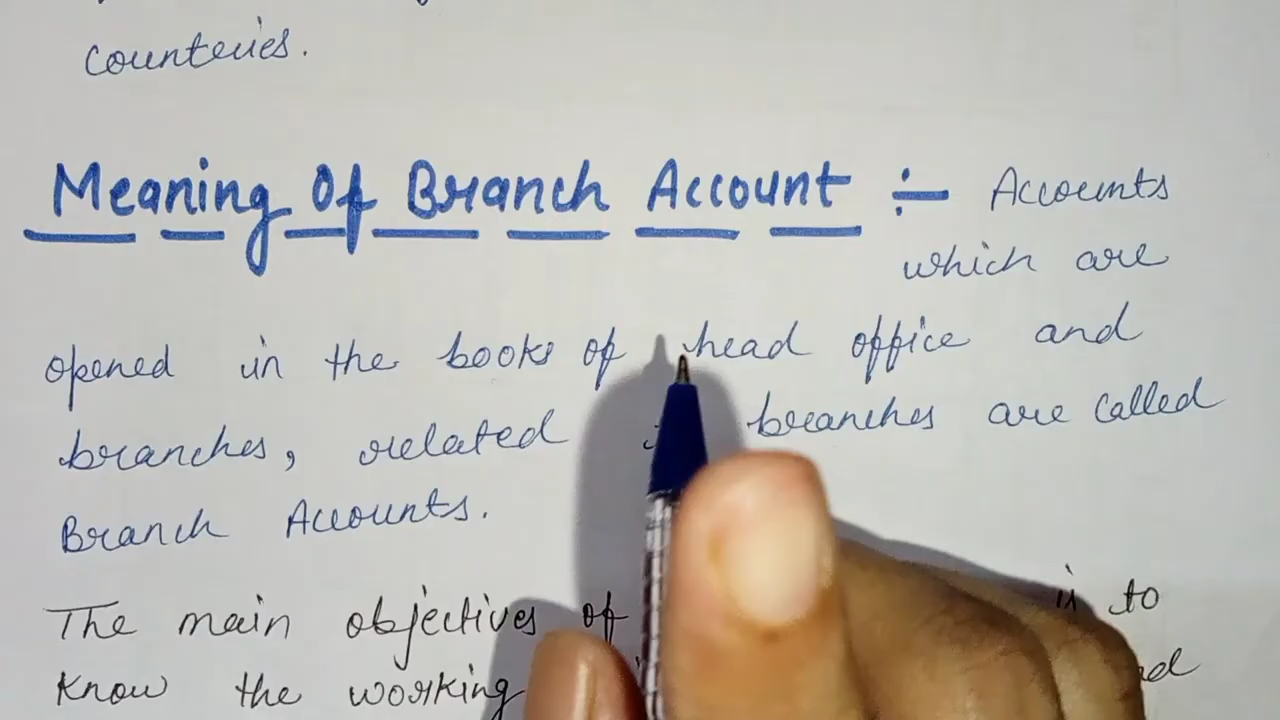 counteries.
Meaning Of Branch Account ÷ Accounts
which are
opened in the books of head office and
branches, related branches are called
Branch Accounts.
The main objectives of is to
know the working